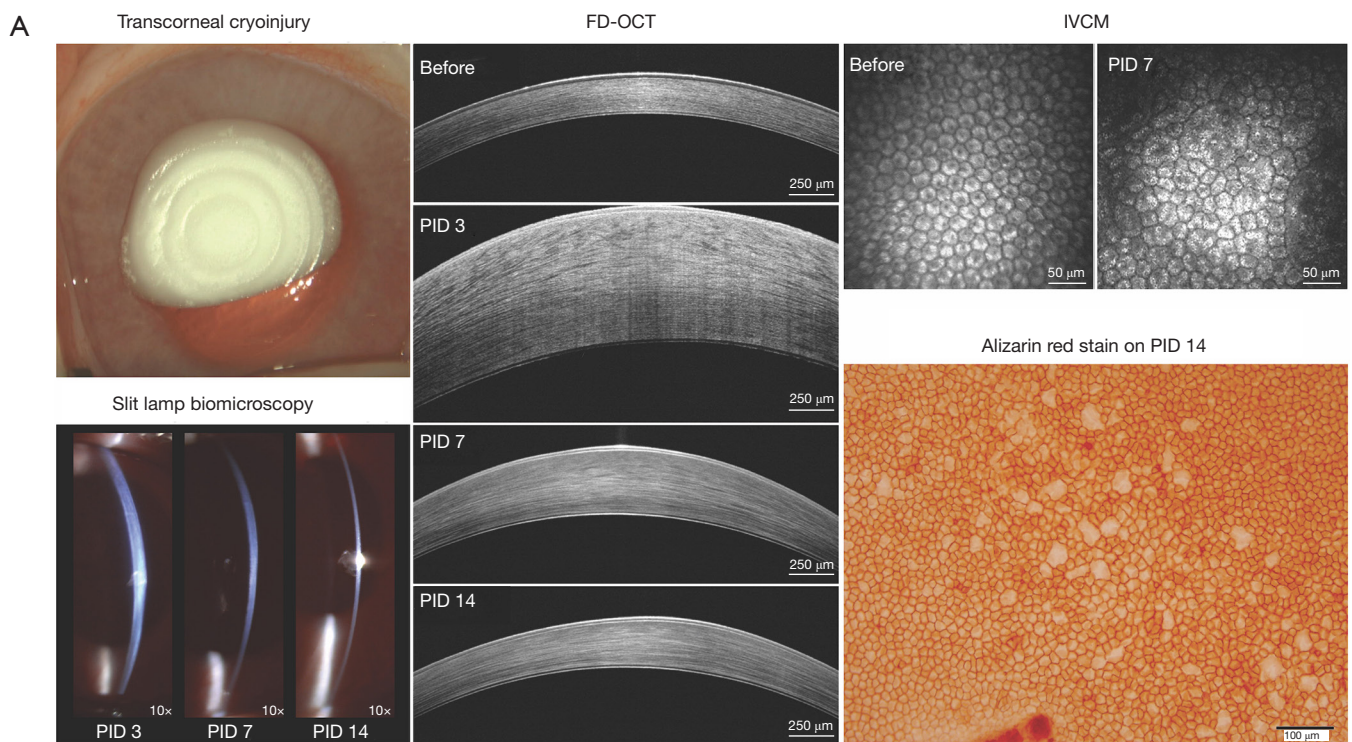 A
Transcorneal cryoinjury
FD-OCT
IVCM
Before
250 µm
PID 3
250 µm
PID 7
250 µm
PID 14
250 µm
Before
50 µm
PID 7
50 µm
Slit lamp biomicroscopy
10×
10×
10×
PID 3
PID 7
PID 14
Alizarin red stain on PID 14
100 µm